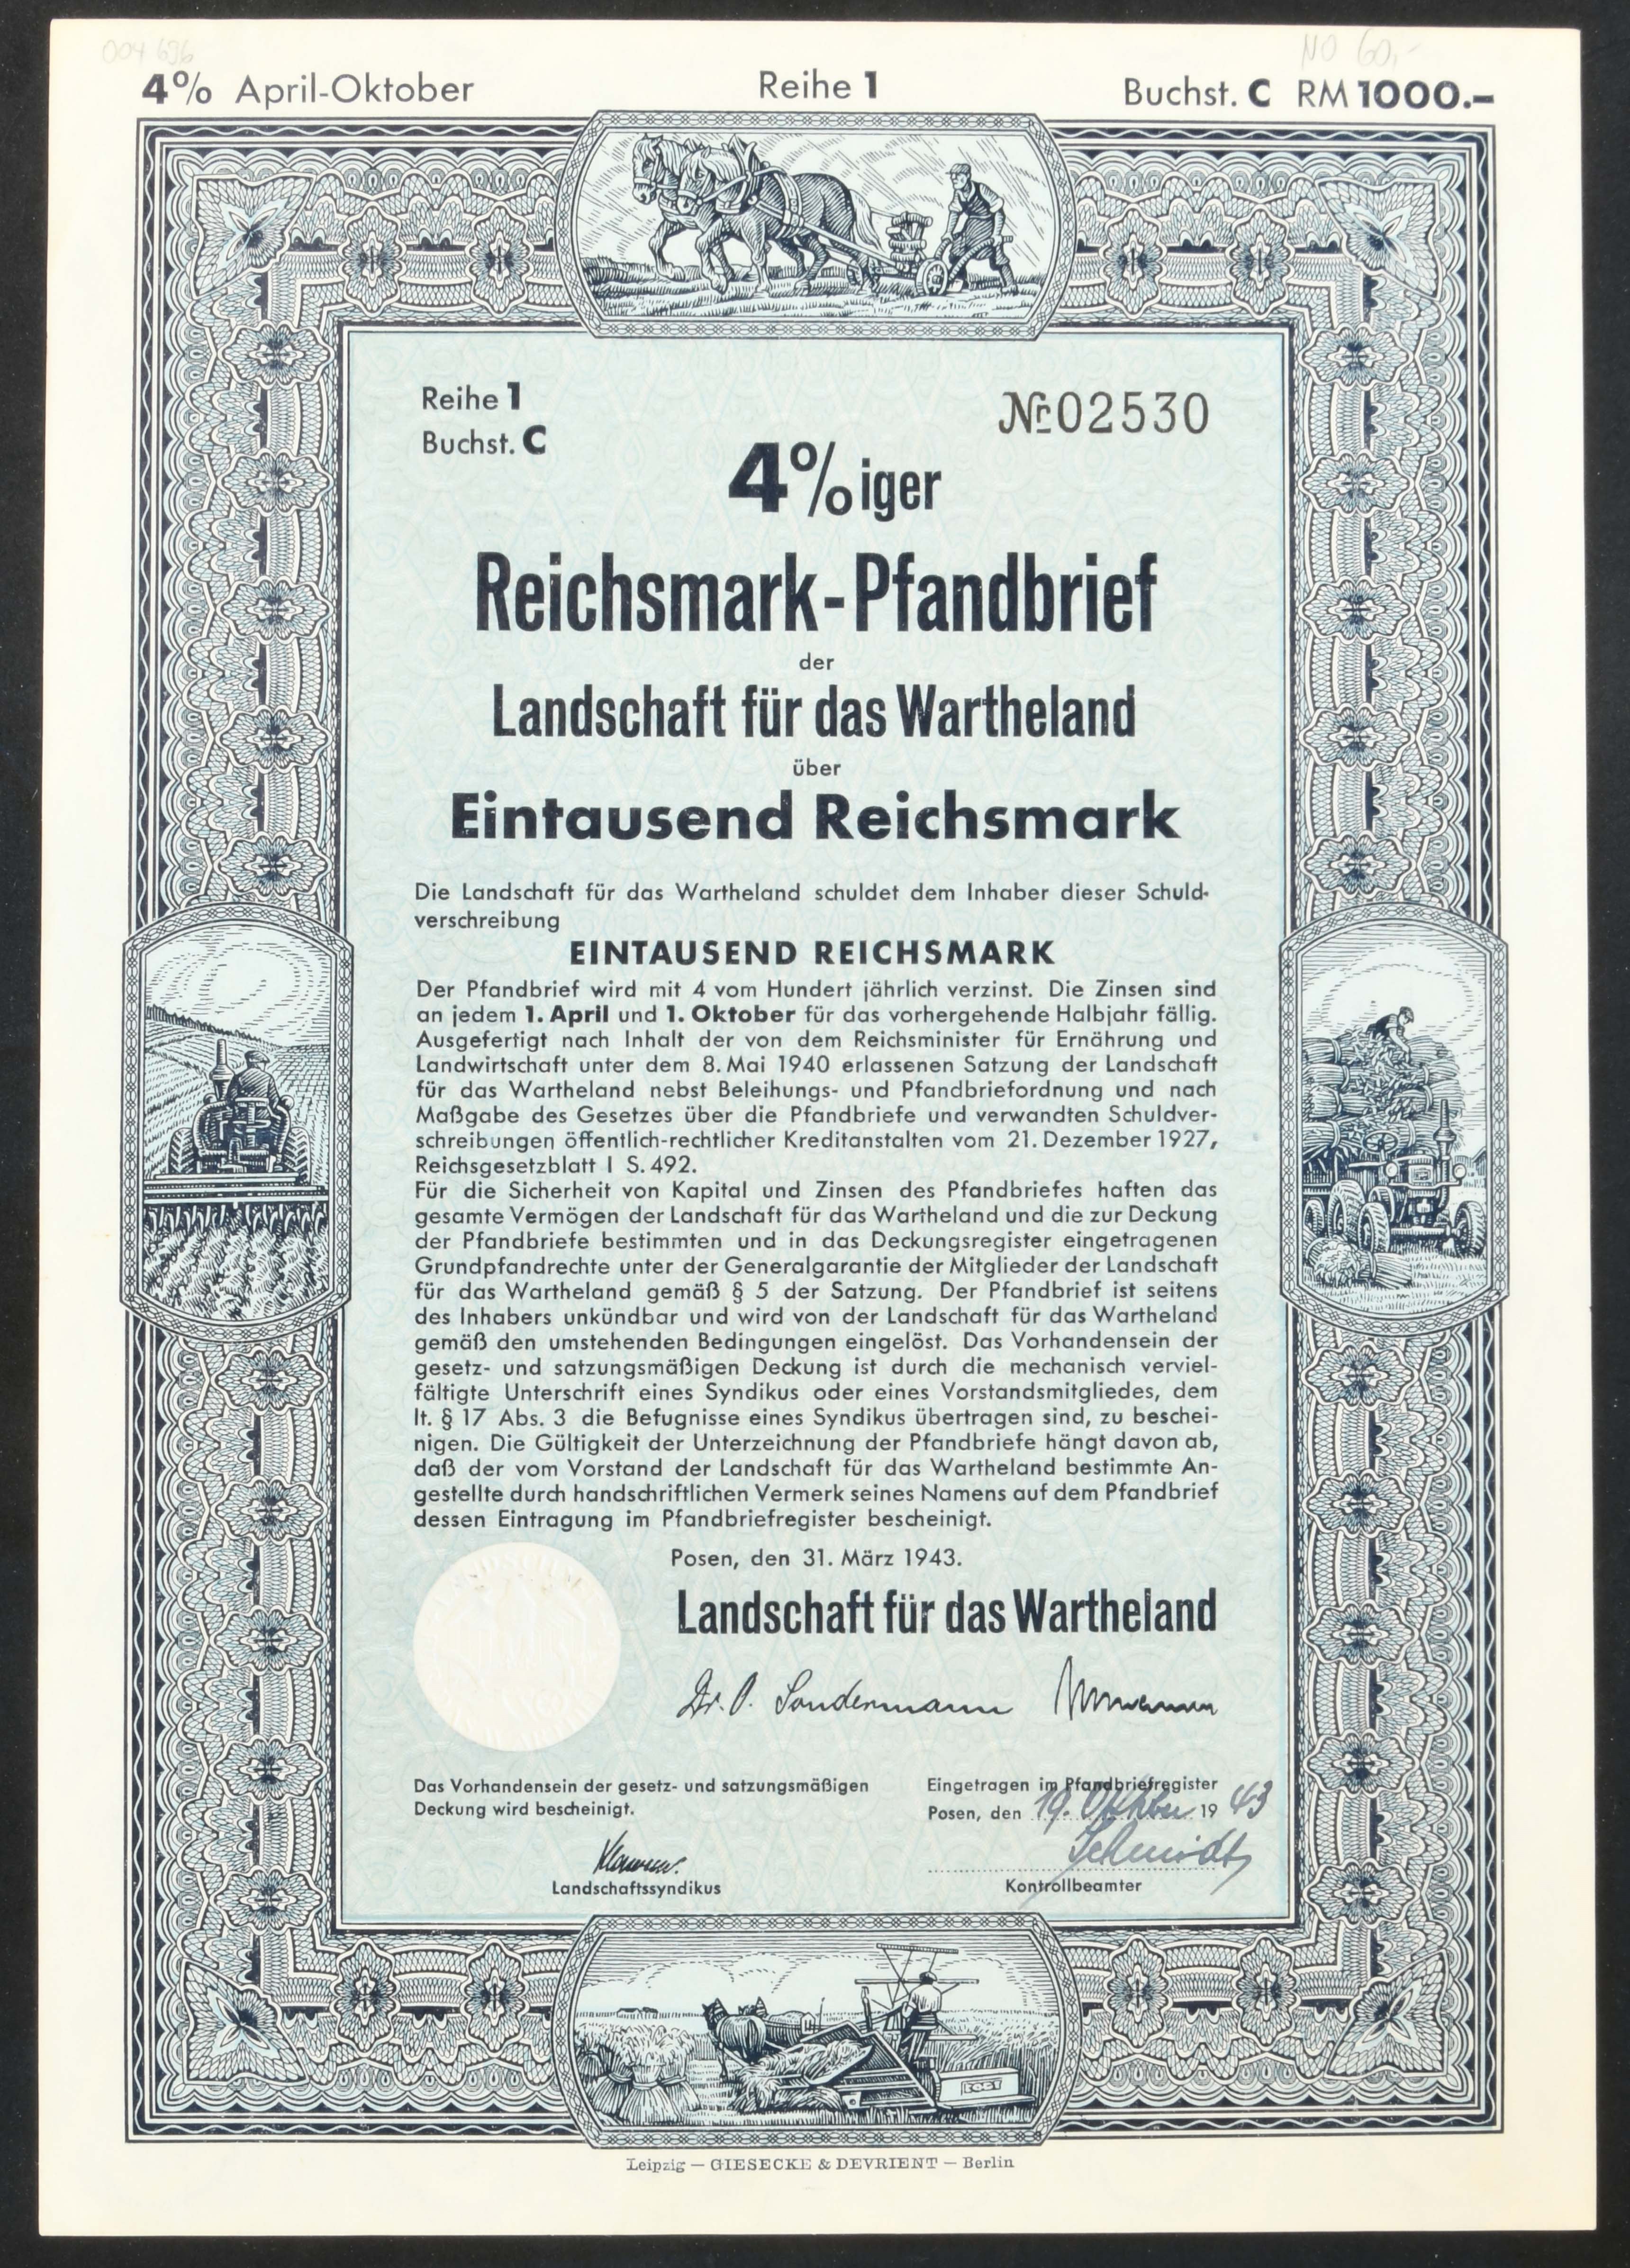 004 696
NO 60,-
4% April-Oktober Reihe 1 Buchst. C RM 1000.-
Reihe 1
Buchst. C
№ 02530
4%iger
Reichsmark-Pfandbrief
der
Landschaft für das Wartheland
über
Eintausend Reichsmark
Die Landschaft für das Wartheland schuldet dem Inhaber dieser Schuld-
verschreibung
EINTAUSEND REICHSMARK
Der Pfandbrief wird mit 4 vom Hundert jährlich verzinst. Die Zinsen sind
an jedem 1. April und 1. Oktober für das vorhergehende Halbjahr fällig.
Ausgefertigt nach Inhalt der von dem Reichsminister für Ernährung und
Landwirtschaft unter dem 8. Mai 1940 erlassenen Satzung der Landschaft
für das Wartheland nebst Beleihungs- und Pfandbriefordnung und nach
Maßgabe des Gesetzes über die Pfandbriefe und verwandten Schuldver-
schreibungen öffentlich-rechtlicher Kreditanstalten vom 21. Dezember 1927,
Reichsgesetzblatt I S. 492.
Für die Sicherheit von Kapital und Zinsen des Pfandbriefes haften das
gesamte Vermögen der Landschaft für das Wartheland und die zur Deckung
der Pfandbriefe bestimmten und in das Deckungsregister eingetragenen
Grundpfandrechte unter der Generalgarantie der Mitglieder der Landschaft
für das Wartheland gemäß § 5 der Satzung. Der Pfandbrief ist seitens
des Inhabers unkündbar und wird von der Landschaft für das Wartheland
gemäß den umstehenden Bedingungen eingelöst. Das Vorhandensein der
gesetz- und satzungsmäßigen Deckung ist durch die mechanisch verviel-
fältigte Unterschrift eines Syndikus oder eines Vorstandsmitgliedes, dem
lt. § 17 Abs. 3 die Befugnisse eines Syndikus übertragen sind, zu beschei-
nigen. Die Gültigkeit der Unterzeichnung der Pfandbriefe hängt davon ab,
daß der vom Vorstand der Landschaft für das Wartheland bestimmte An-
gestellte durch handschriftlichen Vermerk seines Namens auf dem Pfandbrief
dessen Eintragung im Pfandbriefregister bescheinigt.
Posen, den 31. März 1943.
Landschaft für das Wartheland
Dr. O. Sondermann
Das Vorhandensein der gesetz- und satzungsmäßigen
Deckung wird bescheinigt.
Landschaftssyndikus
Eingetragen im Pfandbriefregister
Posen, den 19. Oktober 1943
Schmidt
Kontrollbeamter
Leipzig — GIESECKE & DEVRIENT — Berlin